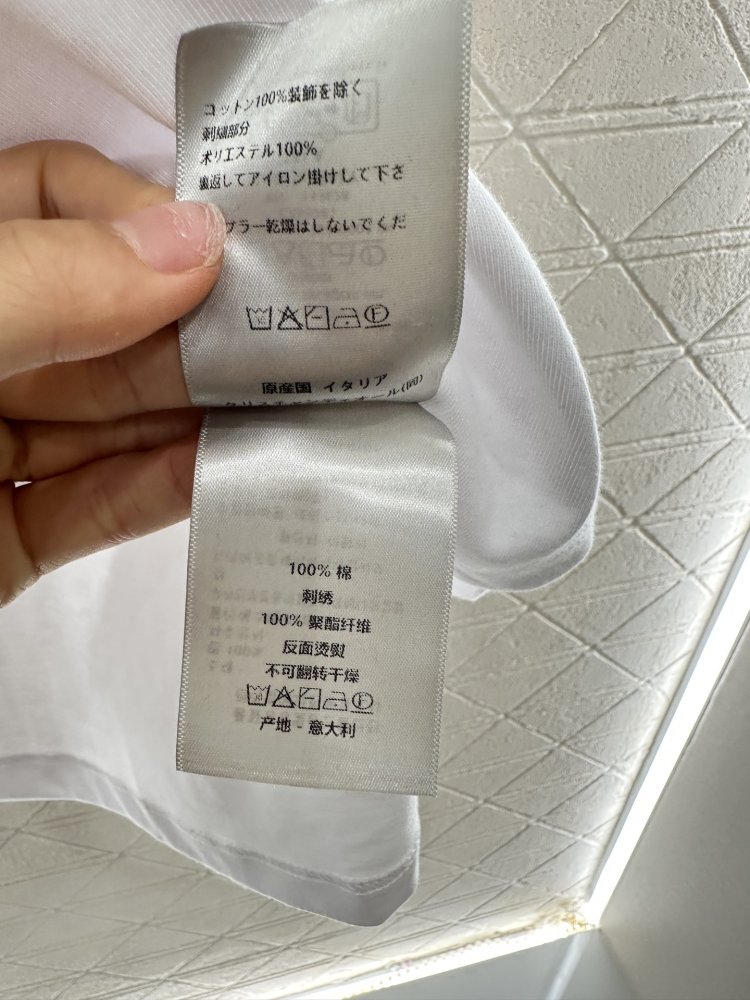 コットン100%装飾を除く
刺繍部分
ポリエステル100%
裏返してアイロン掛けして下さ
ブラー乾燥はしないでくだ
F
原産国 イタリア
100% 棉
刺绣
100% 聚酯纤维
反面烫熨
不可翻转干燥
F
产地 - 意大利